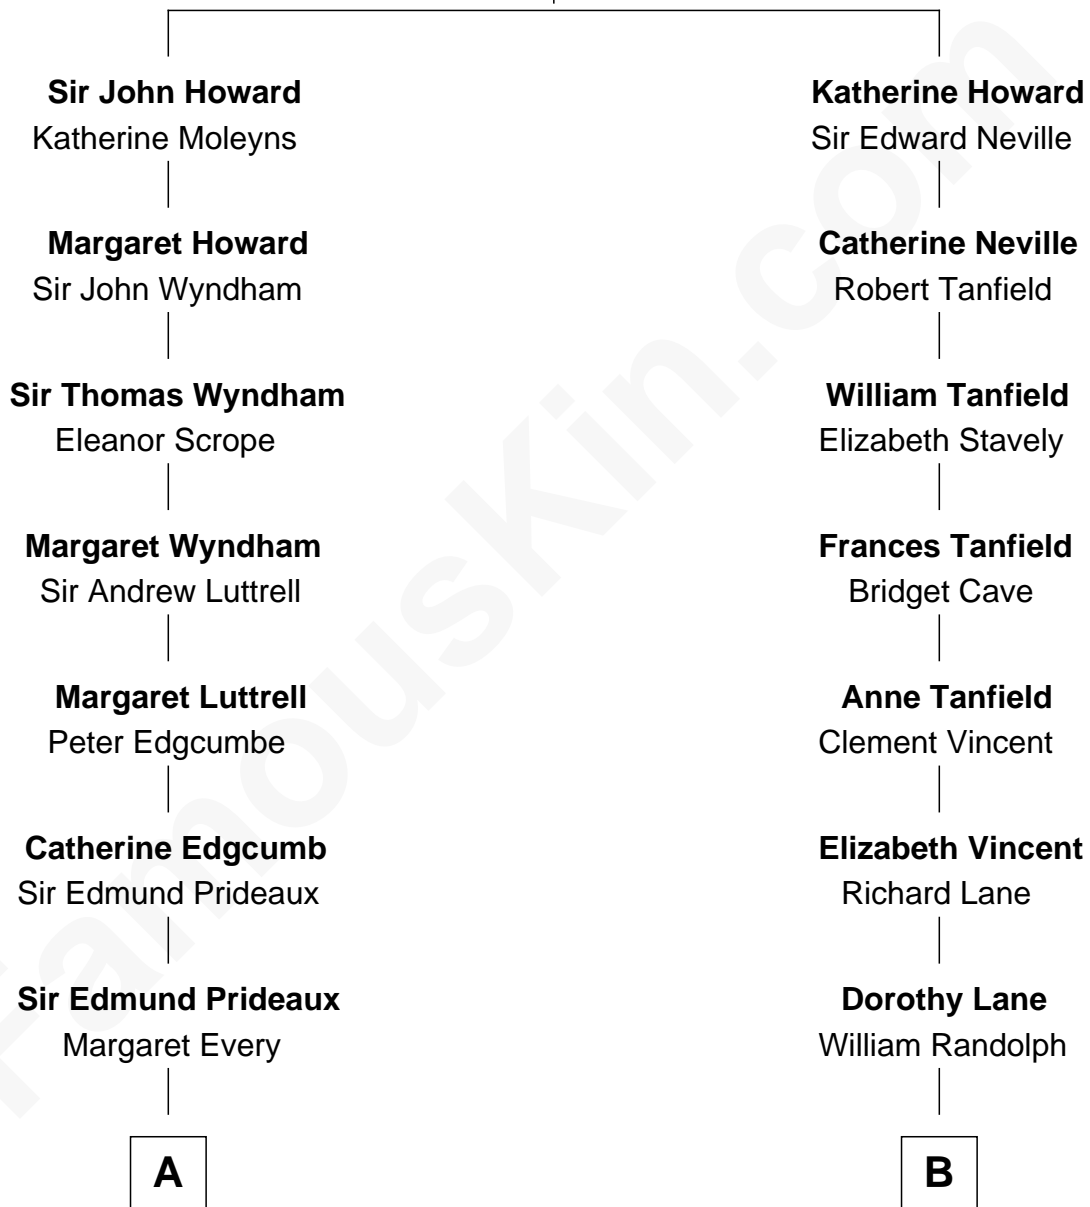 Sir John Howard
Katherine Moleyns
Margaret Howard
Sir John Wyndham
Sir Thomas Wyndham
Eleanor Scrope
Margaret Wyndham
Sir Andrew Luttrell
Margaret Luttrell
Peter Edgcumbe
Catherine Edgcumb
Sir Edmund Prideaux
Sir Edmund Prideaux
Margaret Every
A
Katherine Howard
Sir Edward Neville
Catherine Neville
Robert Tanfield
William Tanfield
Elizabeth Stavely
Frances Tanfield
Bridget Cave
Anne Tanfield
Clement Vincent
Elizabeth Vincent
Richard Lane
Dorothy Lane
William Randolph
B
FamousKin.com